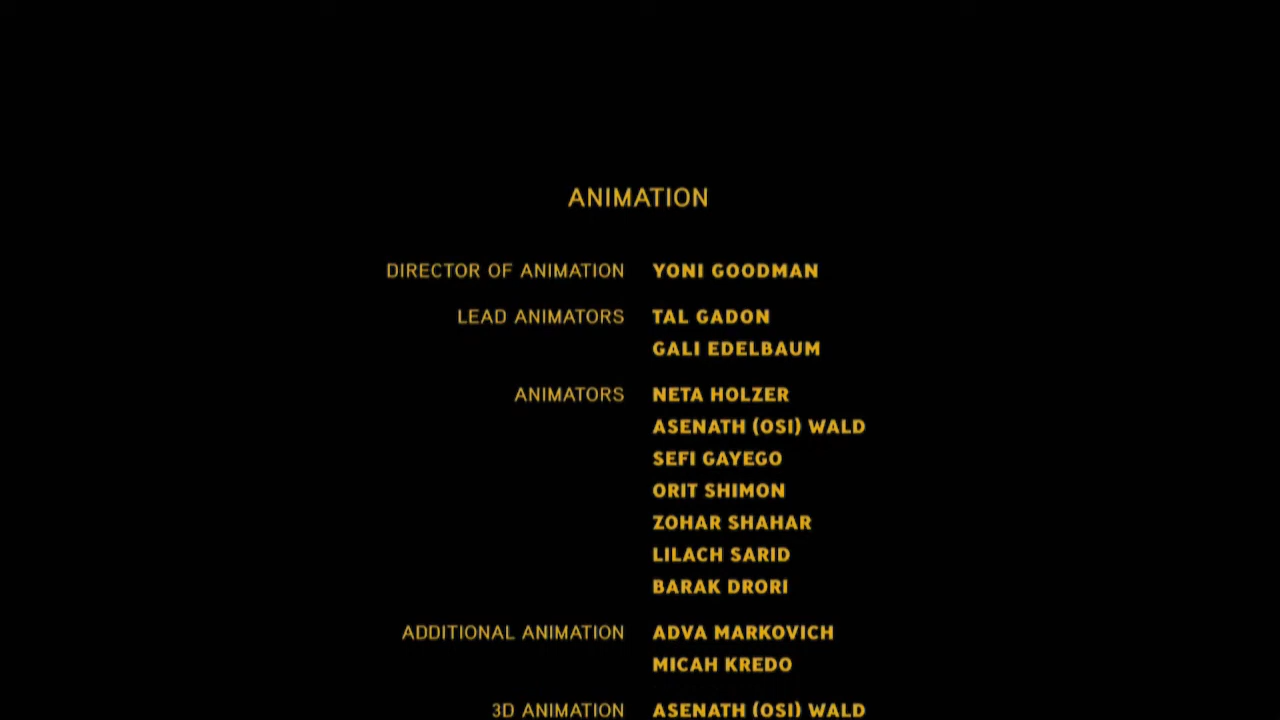 ANIMATION
DIRECTOR OF ANIMATION YONI GOODMAN
LEAD ANIMATORS TAL GADON
GALI EDELBAUM
ANIMATORS NETA HOLZER
ASENATH (OSI) WALD
SEFI GAYEGO
ORIT SHIMON
ZOHAR SHAHAR
LILACH SARID
BARAK DRORI
ADDITIONAL ANIMATION ADVA MARKOVICH
MICAH KREDO
3D ANIMATION ASENATH (OSI) WALD